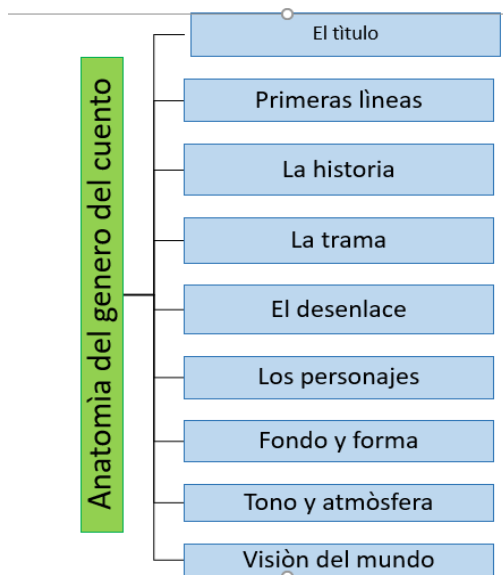 Anatomìa del genero del cuento
El tìtulo
Primeras lìneas
La historia
La trama
El desenlace
Los personajes
Fondo y forma
Tono y atmòsfera
Visiòn del mundo